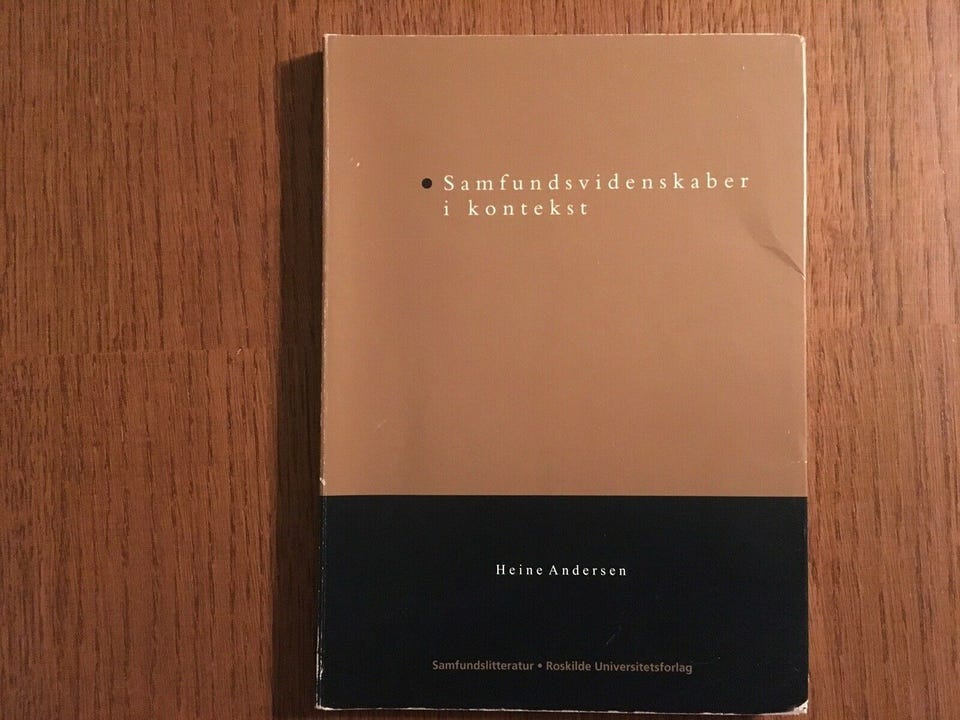 • Samfundsvidenskaber
i kontekst
Heine Andersen
Samfundslitteratur • Roskilde Universitetsforlag